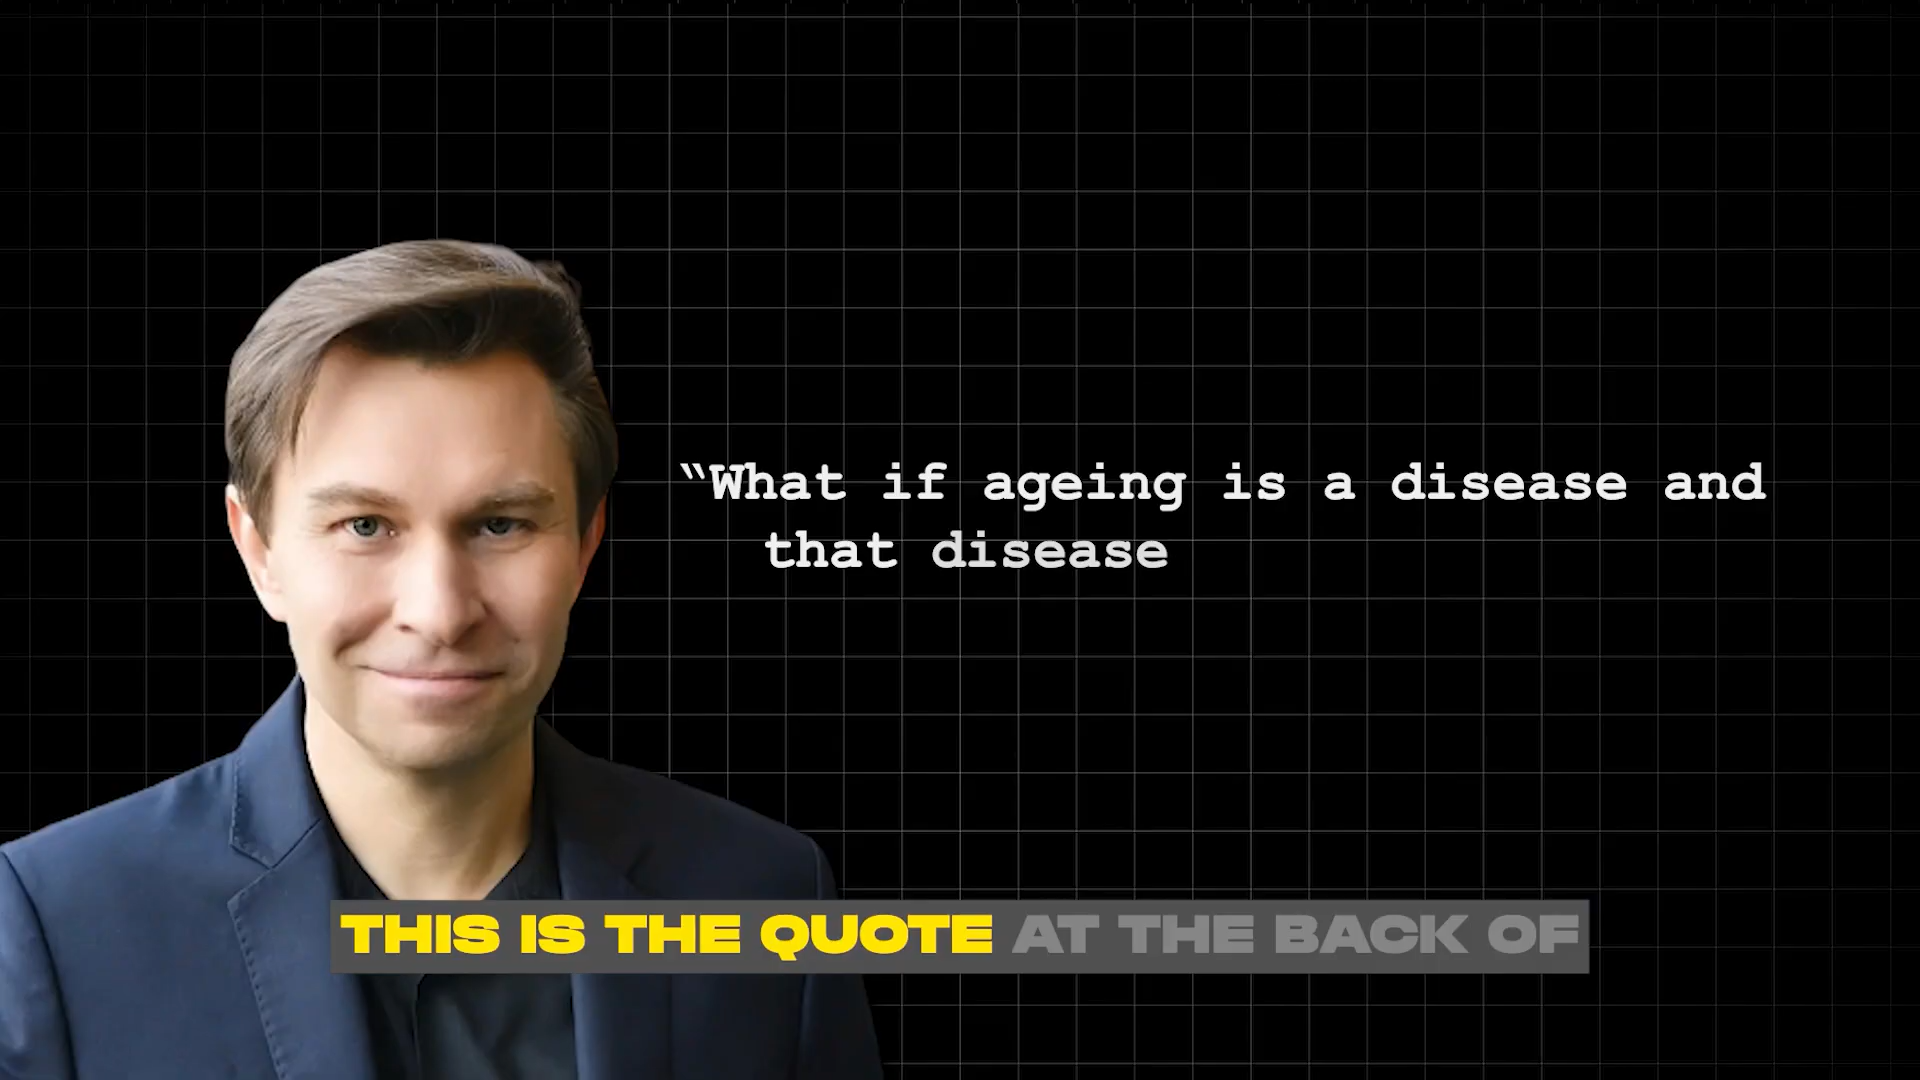 “What if ageing is a disease and
that disease
THIS IS THE QUOTE AT THE BACK OF